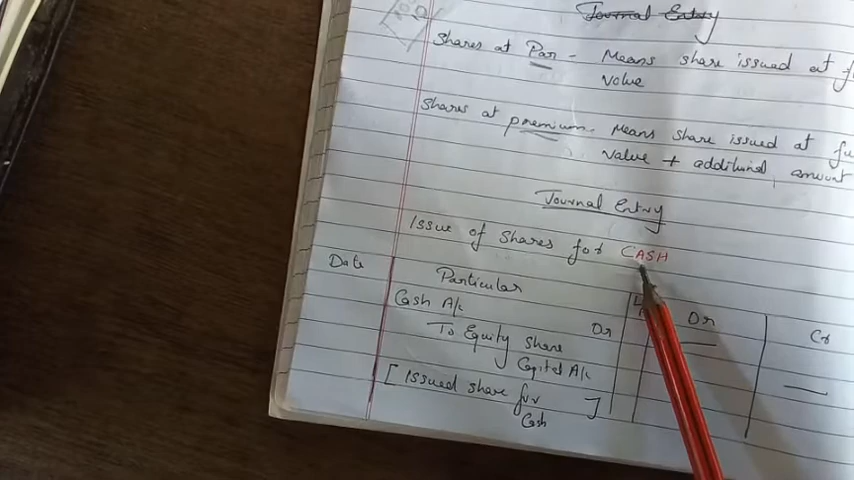 Journal Entry
Shares at Par - Means share issued at
value
Shares at premium - Means share issued at
value + additional amount
Journal Entry
Issue of shares for CASH
Date Particular Dr Cr
Cash A/c Dr
To Equity share
Capital A/c
[Issued share for
Cash]